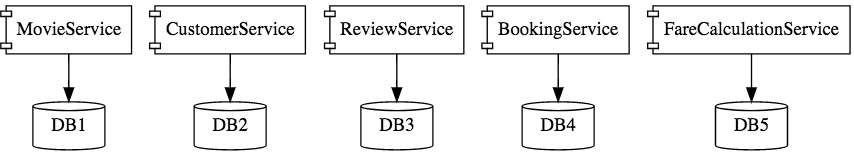 MovieService
CustomerService
ReviewService
BookingService
FareCalculationService
DB1
DB2
DB3
DB4
DB5